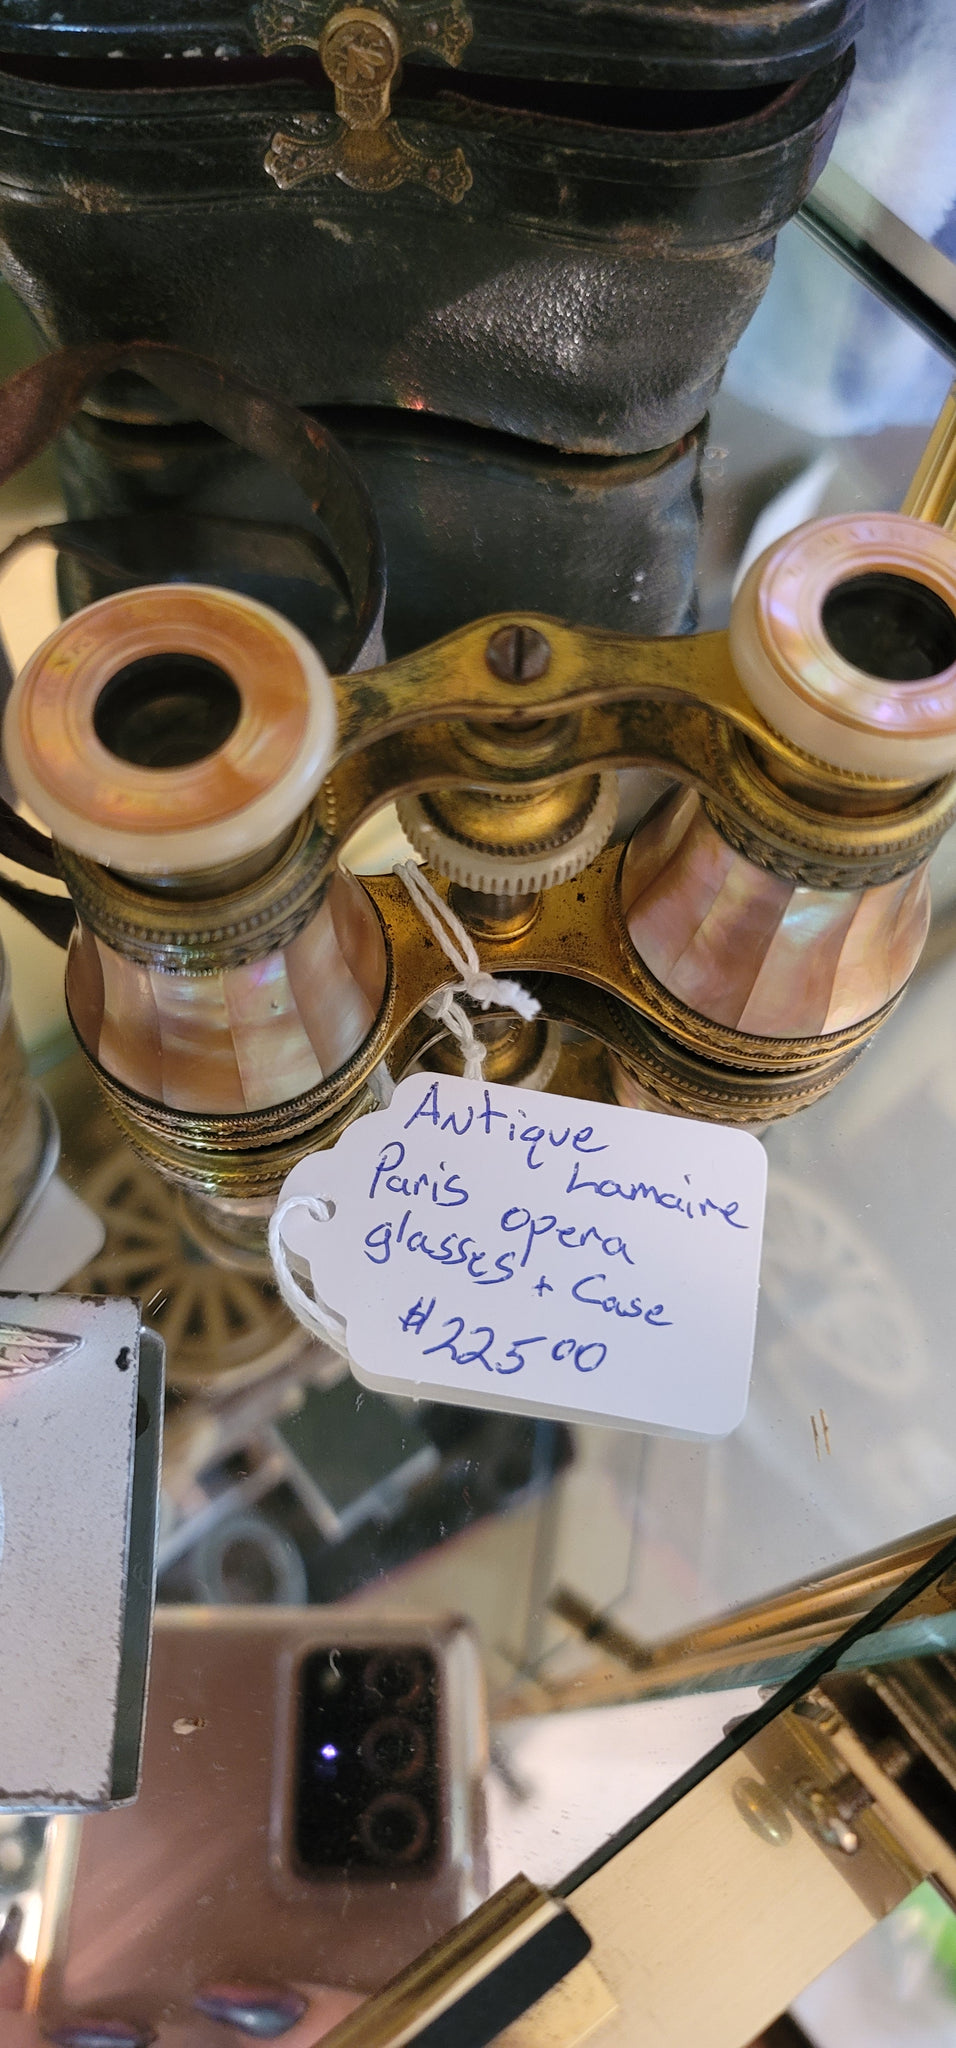 Antique
Paris Lamaire
opera
glasses + Case
$225.00